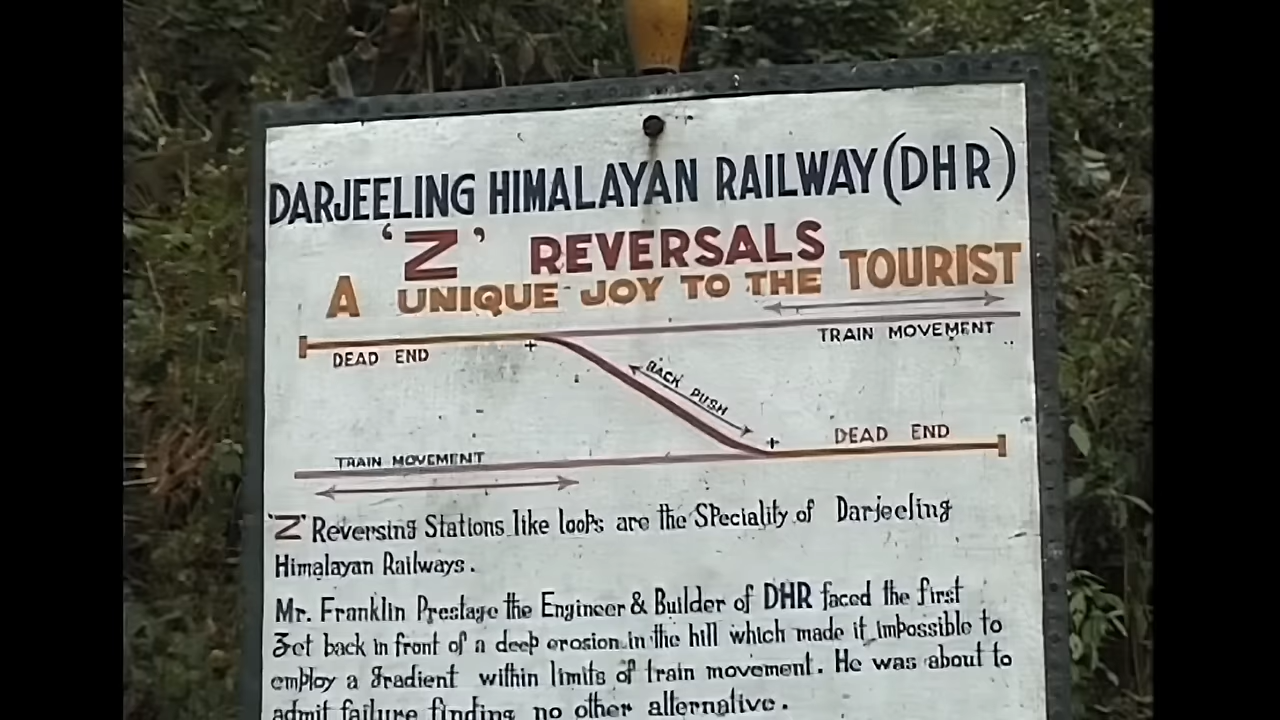 DARJEELING HIMALAYAN RAILWAY (DHR)
'Z' REVERSALS
A UNIQUE JOY TO THE TOURIST
TRAIN MOVEMENT
DEAD END
BACK PUSH
DEAD END
TRAIN MOVEMENT
'Z' Reversing Stations like loops are the Speciality of Darjeeling
Himalayan Railways.
Mr. Franklin Prestage the Engineer & Builder of DHR faced the first
Set back in front of a deep erosion in the hill which made it impossible to
employ a gradient within limits of train movement. He was about to
admit failure finding no other alternative.